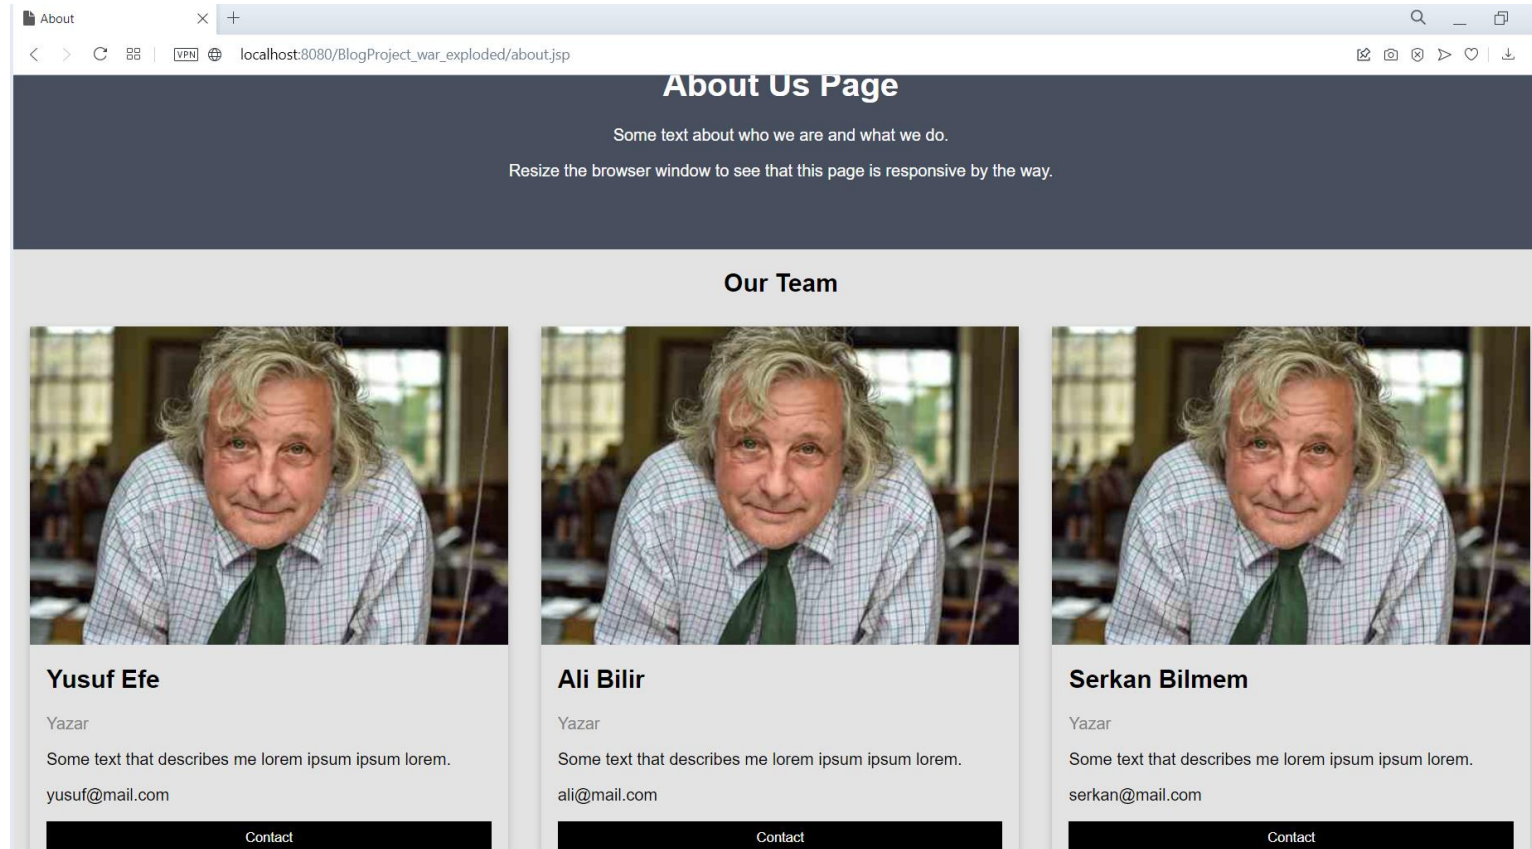 About
VPN
localhost:8080/BlogProject_war_exploded/about.jsp
About Us Page
Some text about who we are and what we do.
Resize the browser window to see that this page is responsive by the way.
Our Team
Yusuf Efe
Yazar
Some text that describes me lorem ipsum ipsum lorem.
yusuf@mail.com
Contact
Ali Bilir
Yazar
Some text that describes me lorem ipsum ipsum lorem.
ali@mail.com
Contact
Serkan Bilmem
Yazar
Some text that describes me lorem ipsum ipsum lorem.
serkan@mail.com
Contact